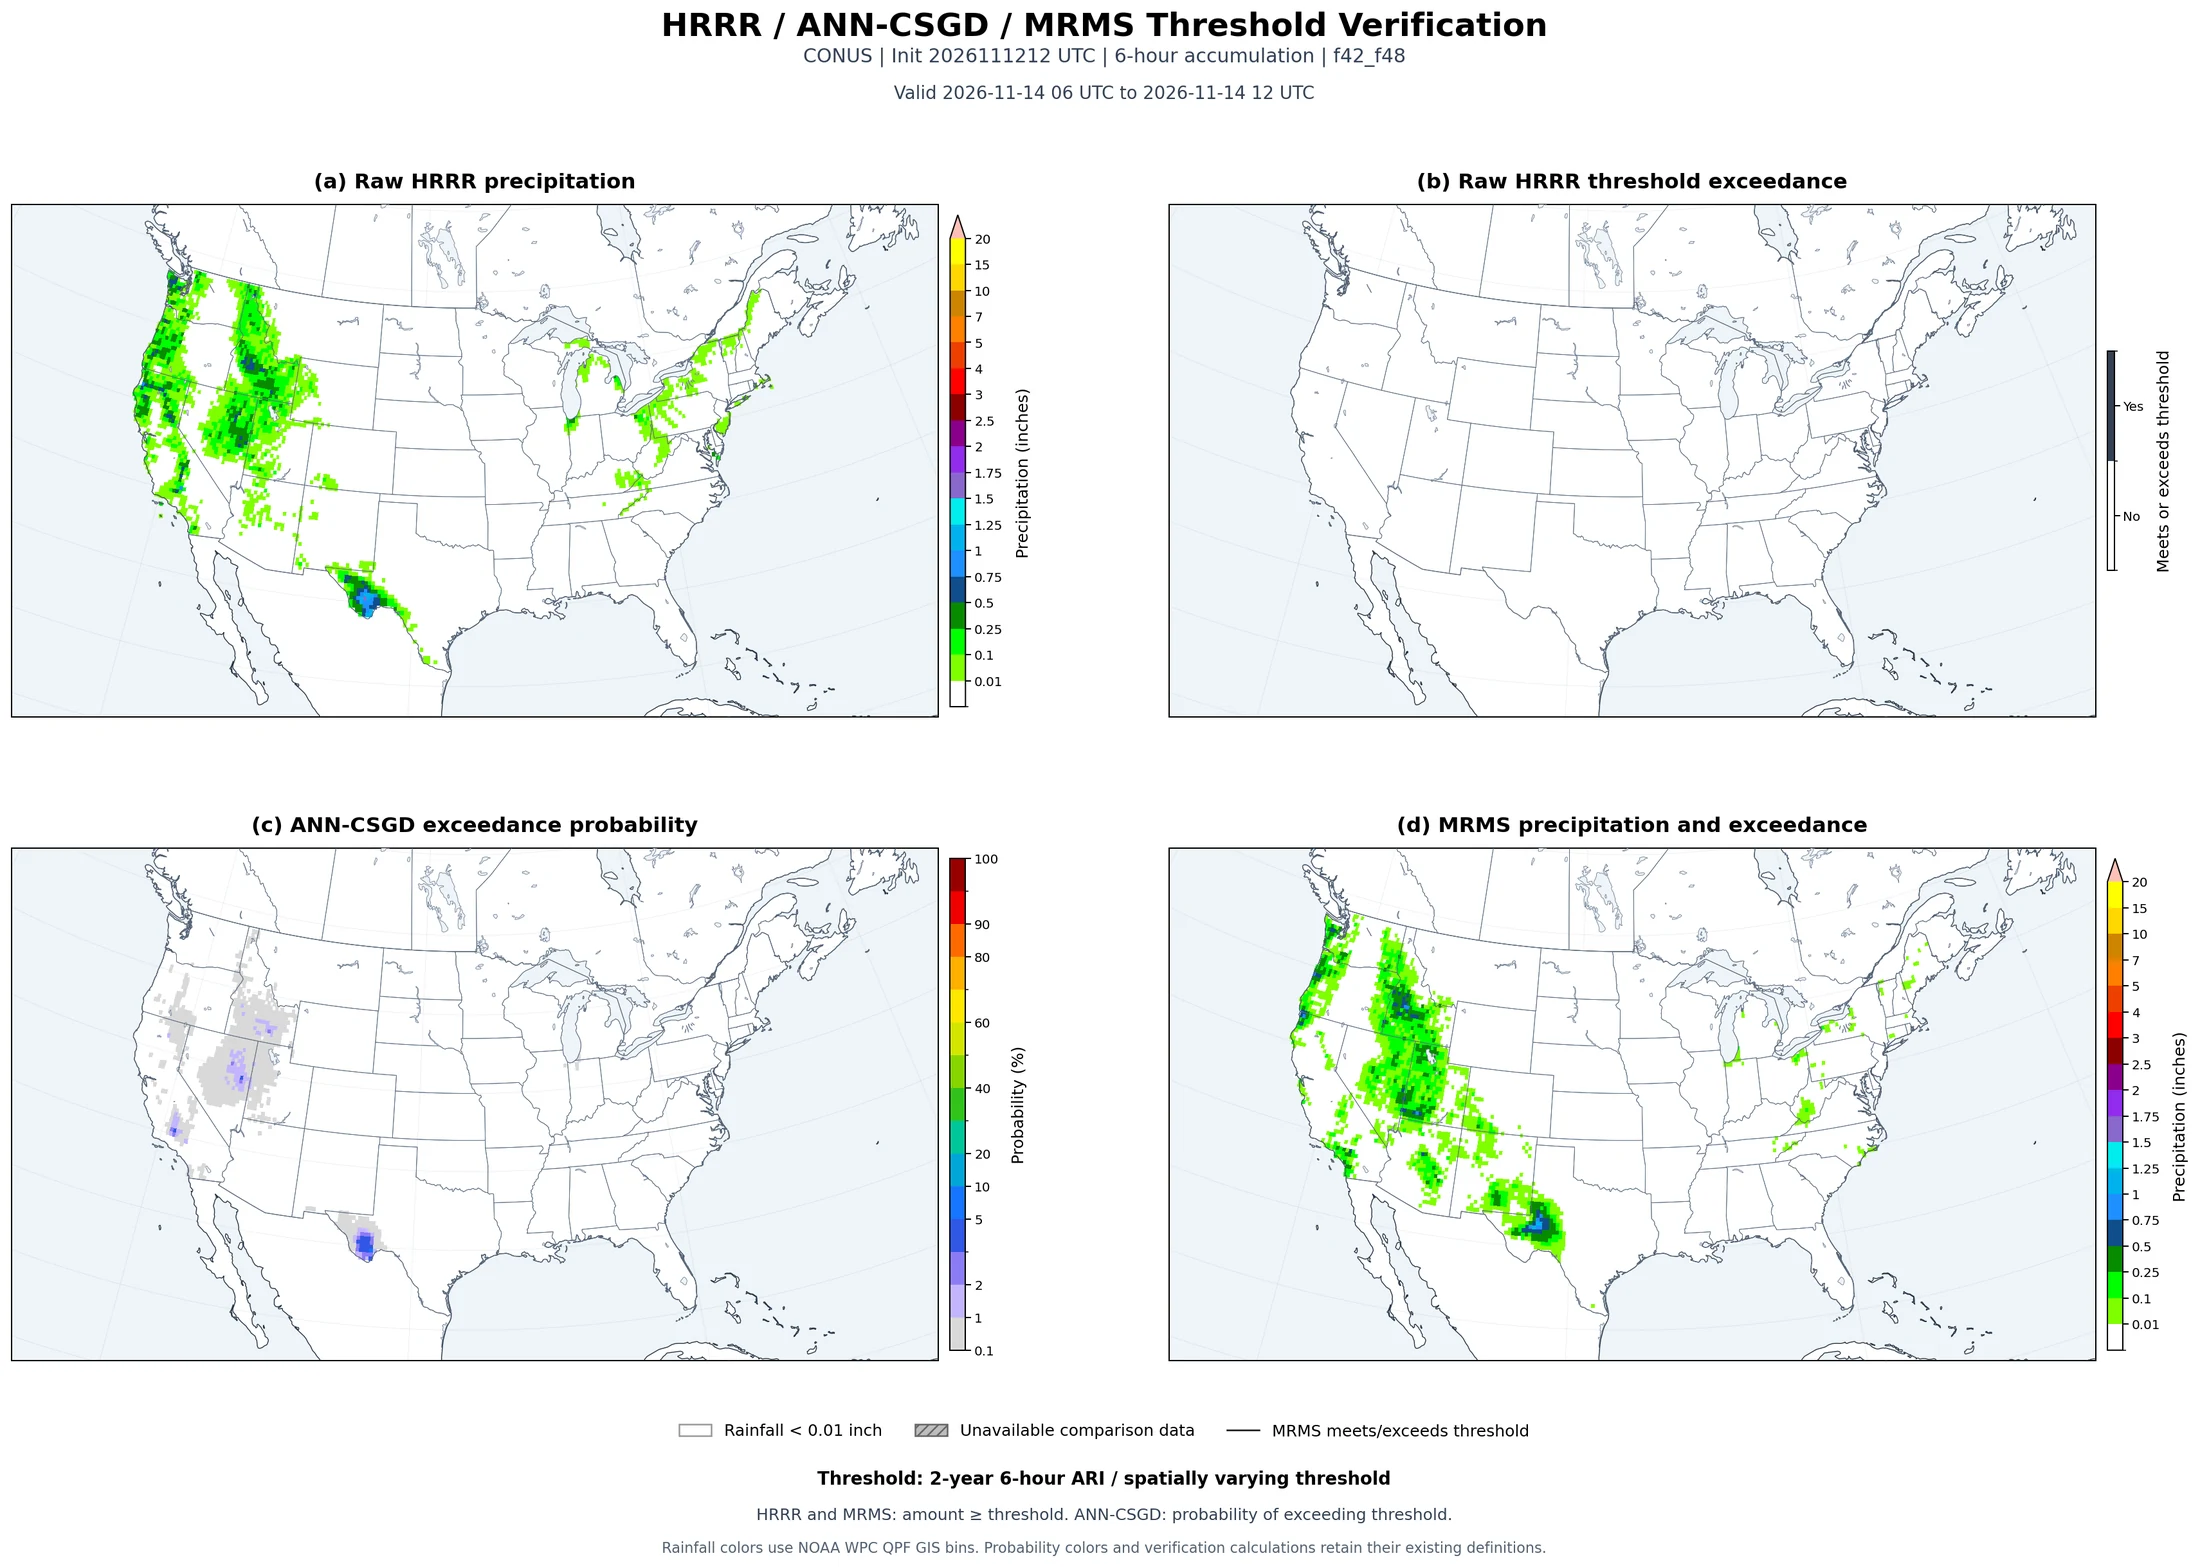 HRRR / ANN-CSGD / MRMS Threshold Verification
CONUS | Init 2026111212 UTC | 6-hour accumulation | f42_f48
Valid 2026-11-14 06 UTC to 2026-11-14 12 UTC
(a) Raw HRRR precipitation
20
15
10
7
5
4
3
2.5
2
1.75
1.5
1.25
1
0.75
0.5
0.25
0.1
0.01
Precipitation (inches)
(b) Raw HRRR threshold exceedance
Yes
No
Meets or exceeds threshold
(c) ANN-CSGD exceedance probability
100
90
80
60
40
20
10
5
2
1
0.1
Probability (%)
(d) MRMS precipitation and exceedance
20
15
10
7
5
4
3
2.5
2
1.75
1.5
1.25
1
0.75
0.5
0.25
0.1
0.01
Precipitation (inches)
Rainfall < 0.01 inch
Unavailable comparison data
MRMS meets/exceeds threshold
Threshold: 2-year 6-hour ARI / spatially varying threshold
HRRR and MRMS: amount ≥ threshold. ANN-CSGD: probability of exceeding threshold.
Rainfall colors use NOAA WPC QPF GIS bins. Probability colors and verification calculations retain their existing definitions.